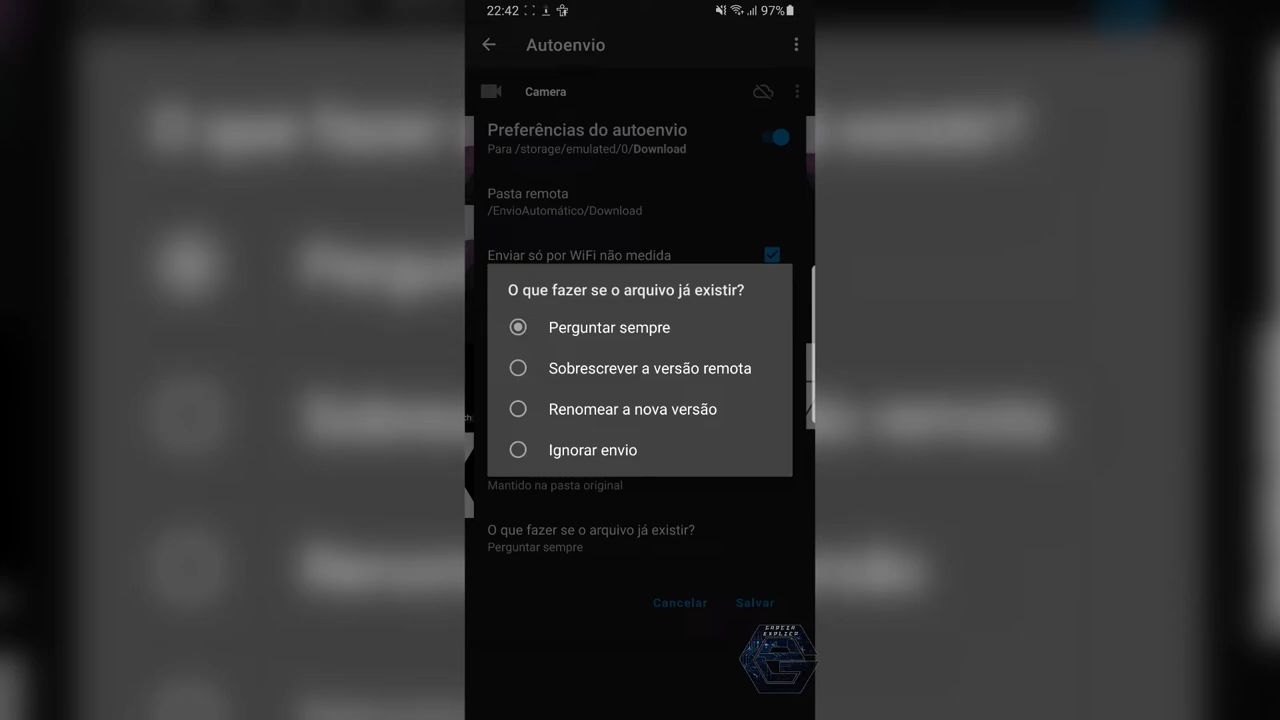 22:42
97%
Autoenvio
Camera
Preferências do autoenvio
Para /storage/emulated/0/Download
Pasta remota
/EnvioAutomático/Download
Enviar só por WiFi não medida
O que fazer se o arquivo já existir?
Perguntar sempre
Sobrescrever a versão remota
Renomear a nova versão
Ignorar envio
Mantido na pasta original
O que fazer se o arquivo já existir?
Perguntar sempre
Cancelar
Salvar